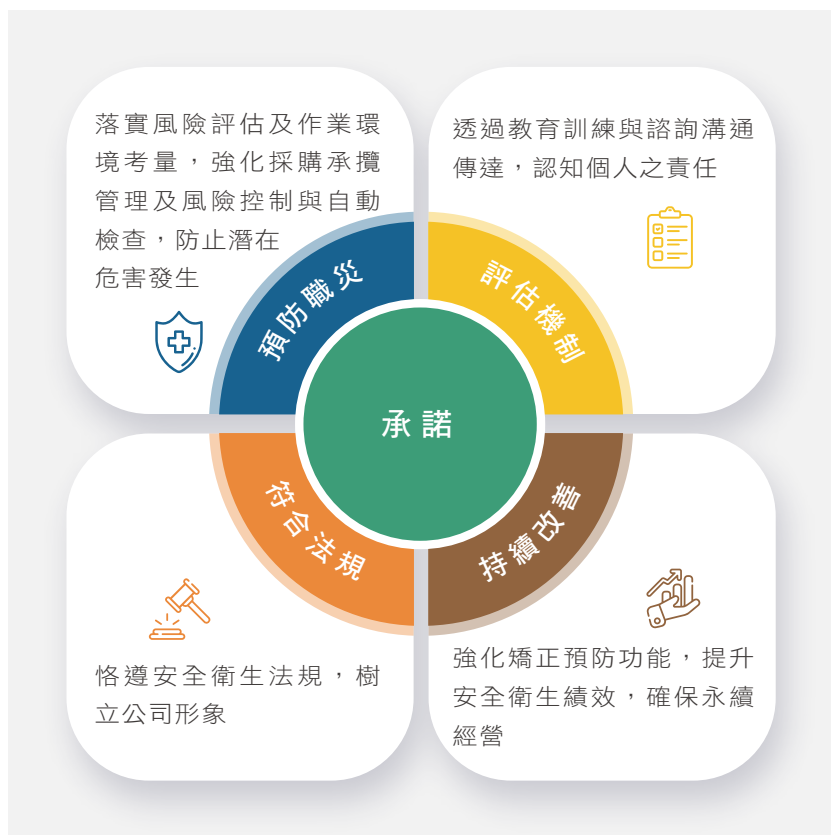 落實風險評估及作業環
境考量，強化採購承攬
管理及風險控制與自動
檢查，防止潛在
危害發生
預防職災
透過教育訓練與諮詢溝通
傳達，認知個人之責任
評估機制
承諾
符合法規
恪遵安全衛生法規，樹
立公司形象
持續改善
強化矯正預防功能，提升
安全衛生績效，確保永續
經營